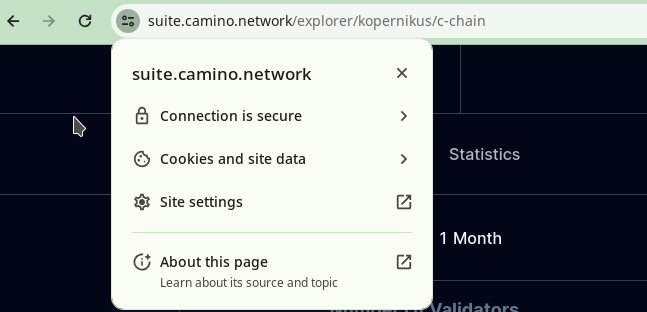 suite.camino.network/explorer/kopernikus/c-chain
suite.camino.network
Connection is secure
Cookies and site data
Statistics
Site settings
1 Month
About this page
Learn about its source and topic
Validators